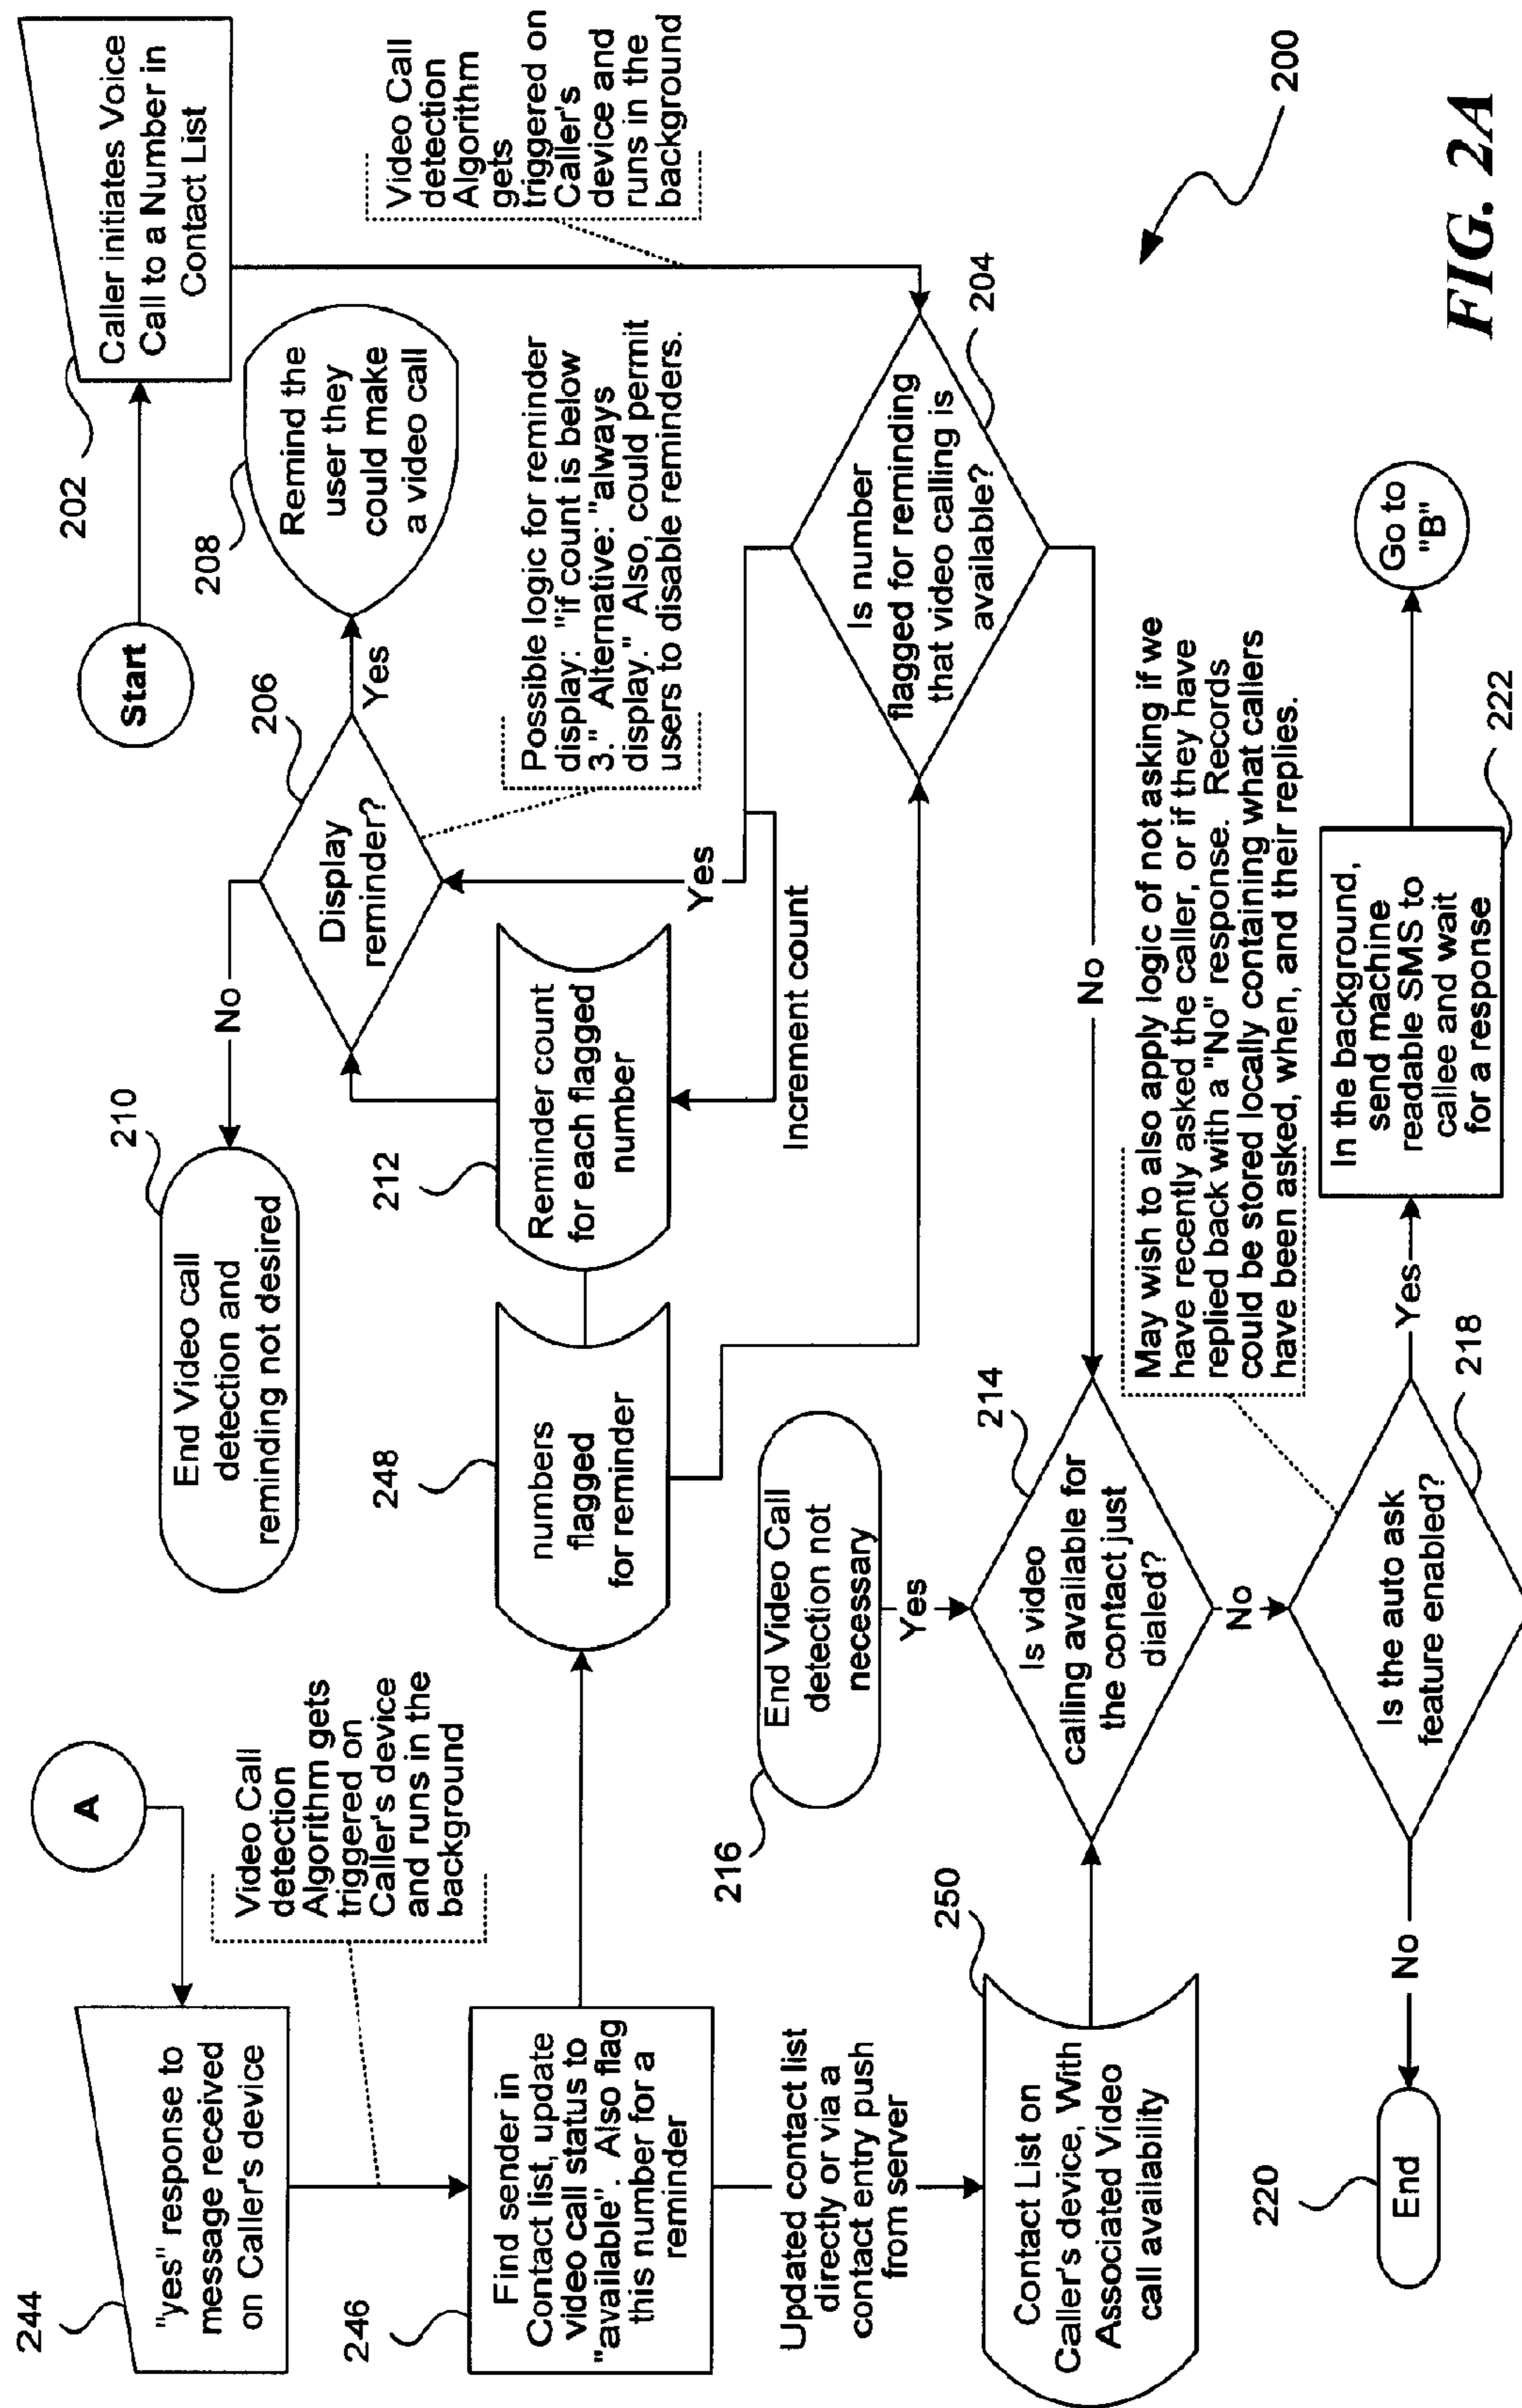 244
"yes" response to
message received
on Caller's device
A
Video Call
detection
Algorithm gets
triggered on
Caller's device
and runs in the
background
246
Find sender in
Contact list, update
video call status to
"available". Also flag
this number for a
reminder
Updated contact list
directly or via a
contact entry push
from server
250
Contact List on
Caller's device, With
Associated Video
call availability
210
End Video call
detection and
reminding not desired
No
206
Display
reminder?
Yes
208
Remind the
user they
could make
a video call
Start
202
Caller initiates Voice
Call to a Number in
Contact List
248
numbers
flagged
for reminder
212
Reminder count
for each flagged
number
Possible logic for reminder
display: "if count is below
3." Alternative: "always
display." Also, could permit
users to disable reminders.
Video Call
detection
Algorithm
gets
triggered on
Caller's
device and
runs in the
background
Yes
Increment count
204
Is number
flagged for reminding
that video calling is
available?
No
216
End Video Call
detection not
necessary
Yes
214
Is video
calling available for
the contact just
dialed?
No
May wish to also apply logic of not asking if we
have recently asked the caller, or if they have
replied back with a "No" response. Records
could be stored locally containing what callers
have been asked, when, and their replies.
218
Is the auto ask
feature enabled?
No
220
End
Yes
222
In the background,
send machine
readable SMS to
callee and wait
for a response
Go to
"B"
200
FIG. 2A